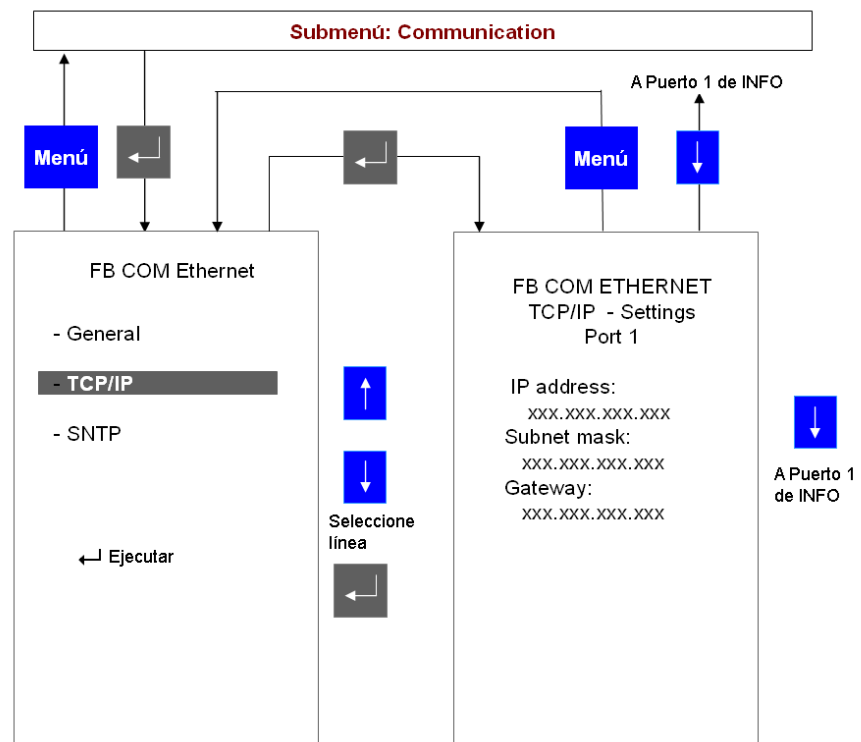 Submenú: Communication
A Puerto 1 de INFO
Menú
Menú
FB COM Ethernet
- General
- TCP/IP
- SNTP
Ejecutar
Seleccione
línea
FB COM ETHERNET
TCP/IP - Settings
Port 1
IP address:
xxx.xxx.xxx.xxx
Subnet mask:
xxx.xxx.xxx.xxx
Gateway:
xxx.xxx.xxx.xxx
A Puerto 1
de INFO